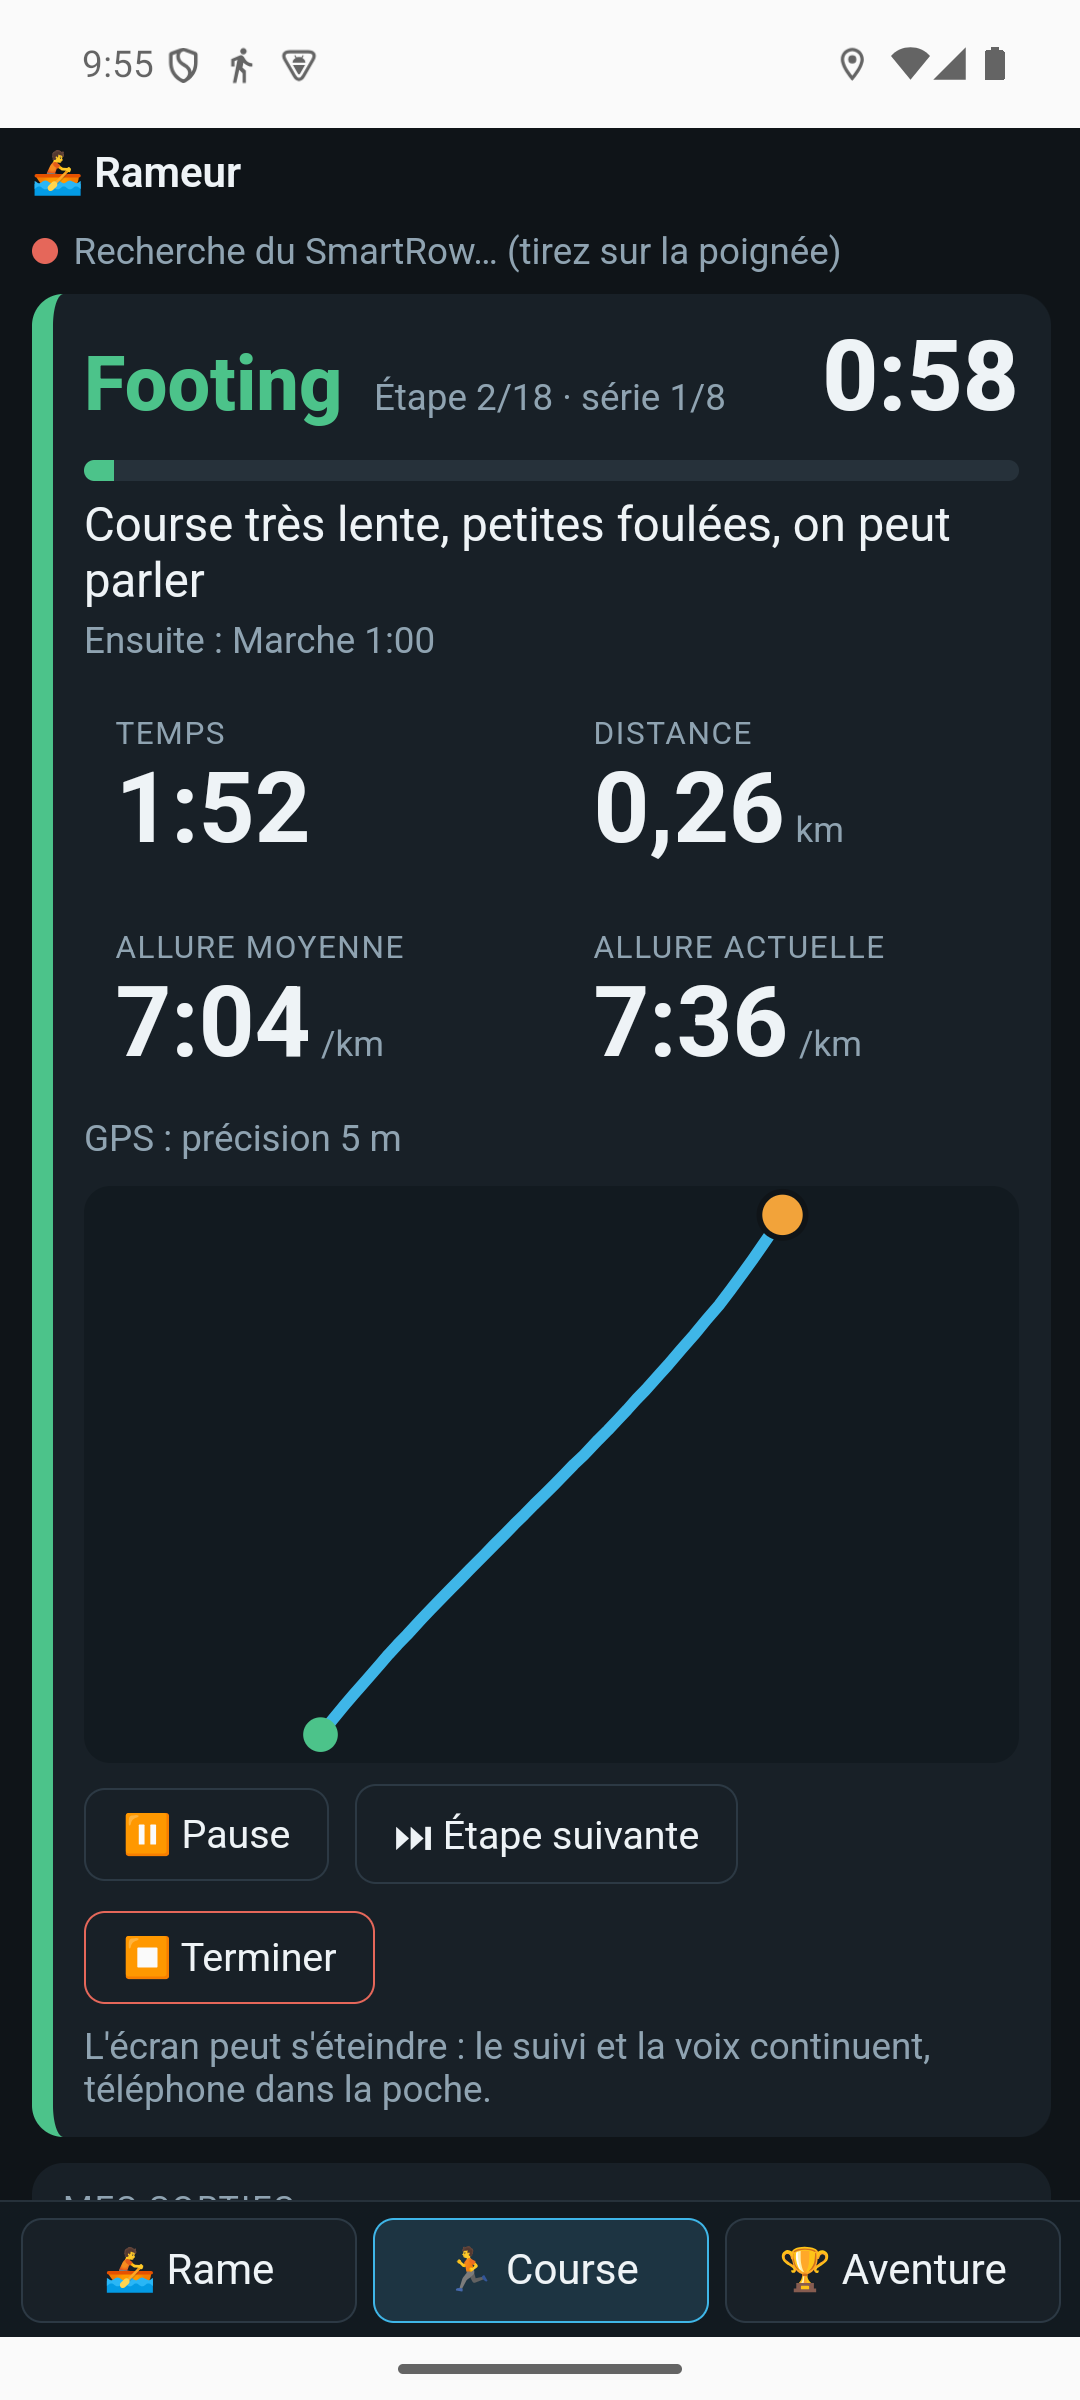 9:55
Rameur
Recherche du SmartRow... (tirez sur la poignée)
Footing Étape 2/18 · série 1/8 0:58
Course très lente, petites foulées, on peut
parler
Ensuite : Marche 1:00
TEMPS DISTANCE
1:52 0,26 km
ALLURE MOYENNE ALLURE ACTUELLE
7:04 /km 7:36 /km
GPS : précision 5 m
Pause Étape suivante
Terminer
L'écran peut s'éteindre : le suivi et la voix continuent,
téléphone dans la poche.
MES SORTIES
Rame Course Aventure